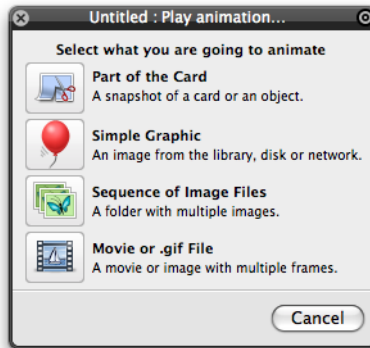 Untitled : Play animation...
Select what you are going to animate
Part of the Card
A snapshot of a card or an object.
Simple Graphic
An image from the library, disk or network.
Sequence of Image Files
A folder with multiple images.
Movie or .gif File
A movie or image with multiple frames.
Cancel